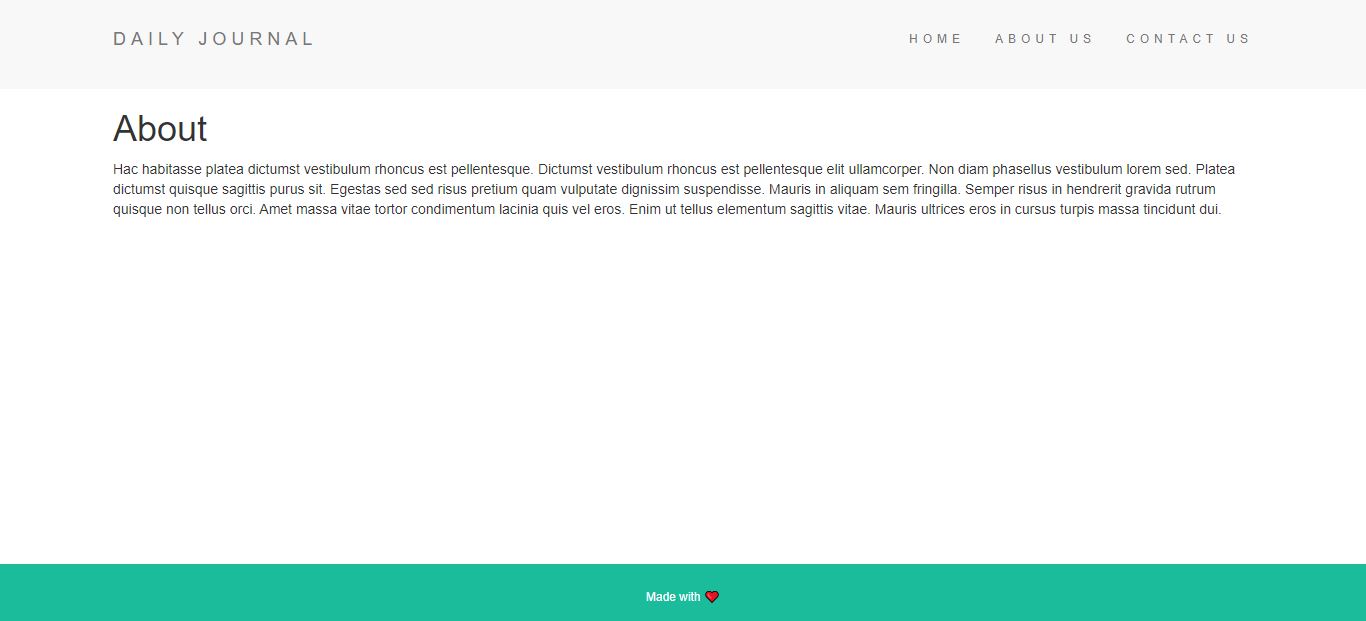 DAILY JOURNAL
HOME ABOUT US CONTACT US
About
Hac habitasse platea dictumst vestibulum rhoncus est pellentesque. Dictumst vestibulum rhoncus est pellentesque elit ullamcorper. Non diam phasellus vestibulum lorem sed. Platea
dictumst quisque sagittis purus sit. Egestas sed sed risus pretium quam vulputate dignissim suspendisse. Mauris in aliquam sem fringilla. Semper risus in hendrerit gravida rutrum
quisque non tellus orci. Amet massa vitae tortor condimentum lacinia quis vel eros. Enim ut tellus elementum sagittis vitae. Mauris ultrices eros in cursus turpis massa tincidunt dui.
Made with ❤